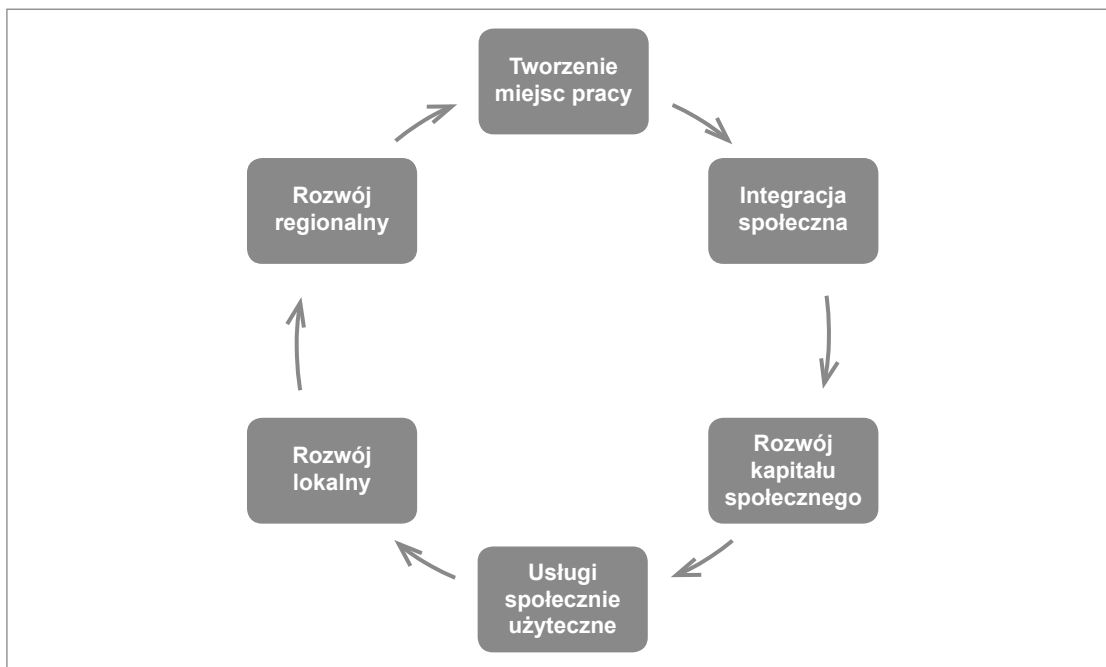 Tworzenie
miejsc pracy
Integracja
społeczna
Rozwój
kapitału
społecznego
Usługi
społecznie
użyteczne
Rozwój
lokalny
Rozwój
regionalny